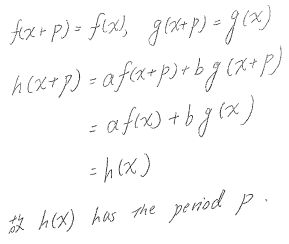 f(x+p) = f(x), g(x+p) = g(x)
h(x+p) = af(x+p) + bg(x+p)
= af(x) + bg(x)
= h(x)
故 h(x) has the period p.